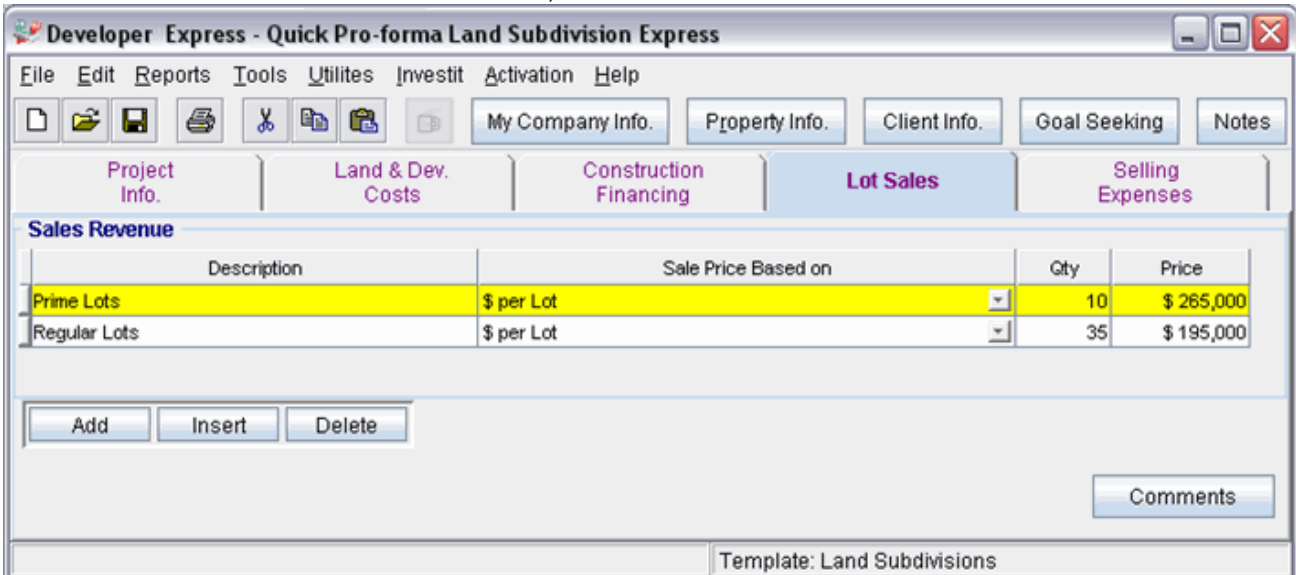 Developer Express - Quick Pro-forma Land Subdivision Express
File Edit Reports Tools Utilites Investit Activation Help
My Company Info. Property Info. Client Info. Goal Seeking Notes
Project Info. Land & Dev. Costs Construction Financing Lot Sales Selling Expenses
Sales Revenue
Description Sale Price Based on Qty Price
Prime Lots $ per Lot 10 $ 265,000
Regular Lots $ per Lot 35 $ 195,000
Add Insert Delete
Comments
Template: Land Subdivisions